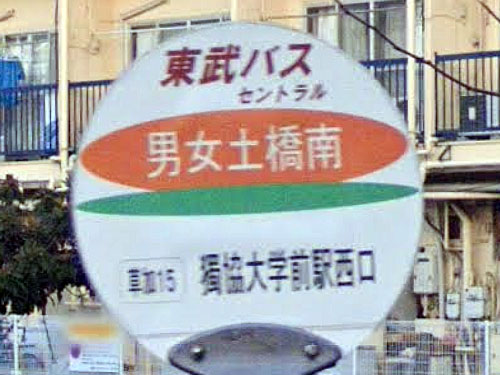 東武バス
セントラル
男女土橋南
草加15 獨協大学前駅西口